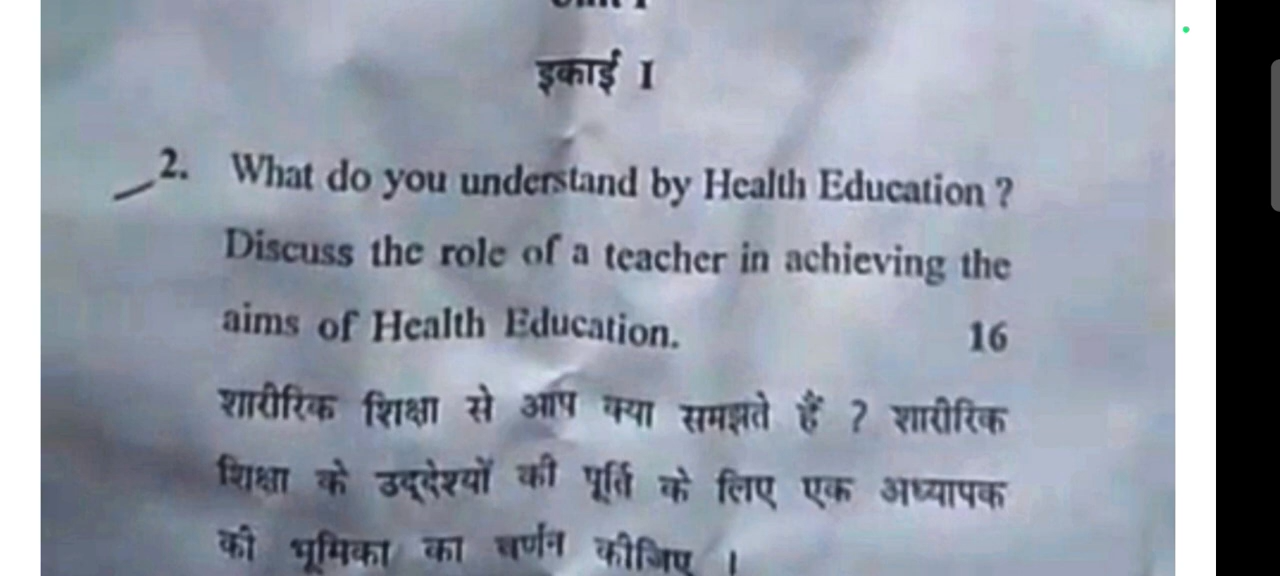 इकाई I
2. What do you understand by Health Education ?
Discuss the role of a teacher in achieving the
aims of Health Education. 16
शारीरिक शिक्षा से आप क्या समझते हैं ? शारीरिक
शिक्षा के उद्देश्यों की पूर्ति के लिए एक अध्यापक
की भूमिका का वर्णन कीजिए ।